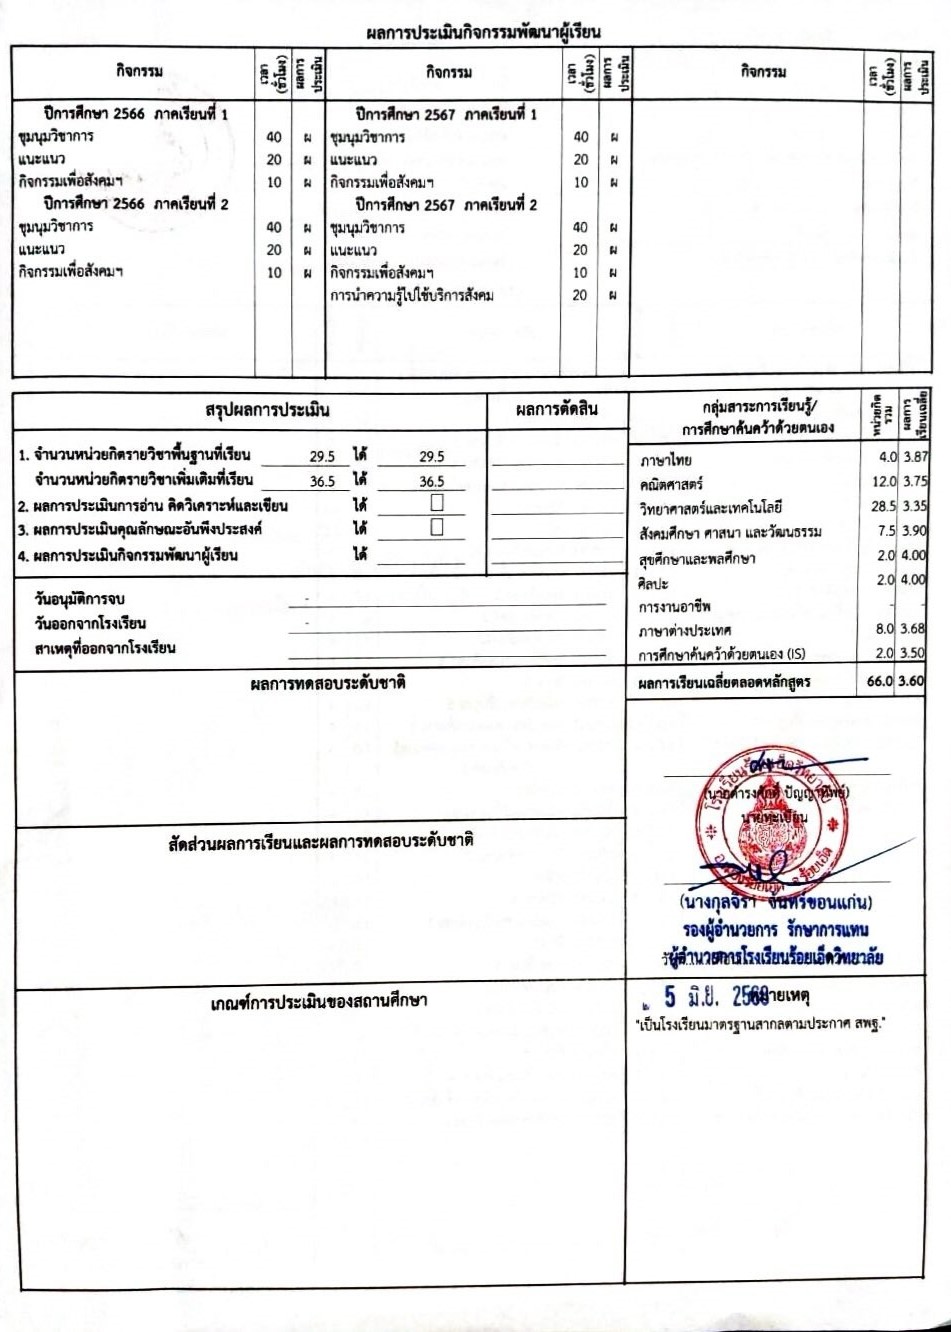 ผลการประเมินกิจกรรมพัฒนาผู้เรียน
กิจกรรม เวลา (ชั่วโมง) ผลการประเมิน กิจกรรม เวลา (ชั่วโมง) ผลการประเมิน กิจกรรม เวลา (ชั่วโมง) ผลการประเมิน
ปีการศึกษา 2566 ภาคเรียนที่ 1 ปีการศึกษา 2567 ภาคเรียนที่ 1
ชุมนุมวิชาการ 40 ผ ชุมนุมวิชาการ 40 ผ
แนะแนว 20 ผ แนะแนว 20 ผ
กิจกรรมเพื่อสังคมฯ 10 ผ กิจกรรมเพื่อสังคมฯ 10 ผ
ปีการศึกษา 2566 ภาคเรียนที่ 2 ปีการศึกษา 2567 ภาคเรียนที่ 2
ชุมนุมวิชาการ 40 ผ ชุมนุมวิชาการ 40 ผ
แนะแนว 20 ผ แนะแนว 20 ผ
กิจกรรมเพื่อสังคมฯ 10 ผ กิจกรรมเพื่อสังคมฯ 10 ผ
การนำความรู้ไปใช้บริการสังคม 20 ผ
สรุปผลการประเมิน ผลการตัดสิน
1. จำนวนหน่วยกิตรายวิชาพื้นฐานที่เรียน 29.5 ได้ 29.5
จำนวนหน่วยกิตรายวิชาเพิ่มเติมที่เรียน 36.5 ได้ 36.5
2. ผลการประเมินการอ่าน คิดวิเคราะห์และเขียน ได้
3. ผลการประเมินคุณลักษณะอันพึงประสงค์ ได้
4. ผลการประเมินกิจกรรมพัฒนาผู้เรียน ได้
วันอนุมัติการจบ -
วันออกจากโรงเรียน -
สาเหตุที่ออกจากโรงเรียน
กลุ่มสาระการเรียนรู้/ หน่วยกิตรวม ผลการเรียนเฉลี่ย
การศึกษาค้นคว้าด้วยตนเอง
ภาษาไทย 4.0 3.87
คณิตศาสตร์ 12.0 3.75
วิทยาศาสตร์และเทคโนโลยี 28.5 3.35
สังคมศึกษา ศาสนา และวัฒนธรรม 7.5 3.90
สุขศึกษาและพลศึกษา 2.0 4.00
ศิลปะ 2.0 4.00
การงานอาชีพ - -
ภาษาต่างประเทศ 8.0 3.68
การศึกษาค้นคว้าด้วยตนเอง (IS) 2.0 3.50
ผลการเรียนเฉลี่ยตลอดหลักสูตร 66.0 3.60
ผลการทดสอบระดับชาติ
สัดส่วนผลการเรียนและผลการทดสอบระดับชาติ
เกณฑ์การประเมินของสถานศึกษา
โรงเรียนร้อยเอ็ดวิทยาลัย
(นายดำรงศักดิ์ ปัญญาทิพย์)
นายทะเบียน
อ.เมืองร้อยเอ็ด จ.ร้อยเอ็ด
(นางกุลจิรา จันทร์ขอนแก่น)
รองผู้อำนวยการ รักษาการแทน
ผู้อำนวยการโรงเรียนร้อยเอ็ดวิทยาลัย
5 มิ.ย. หมายเหตุ
"เป็นโรงเรียนมาตรฐานสากลตามประกาศ สพฐ."